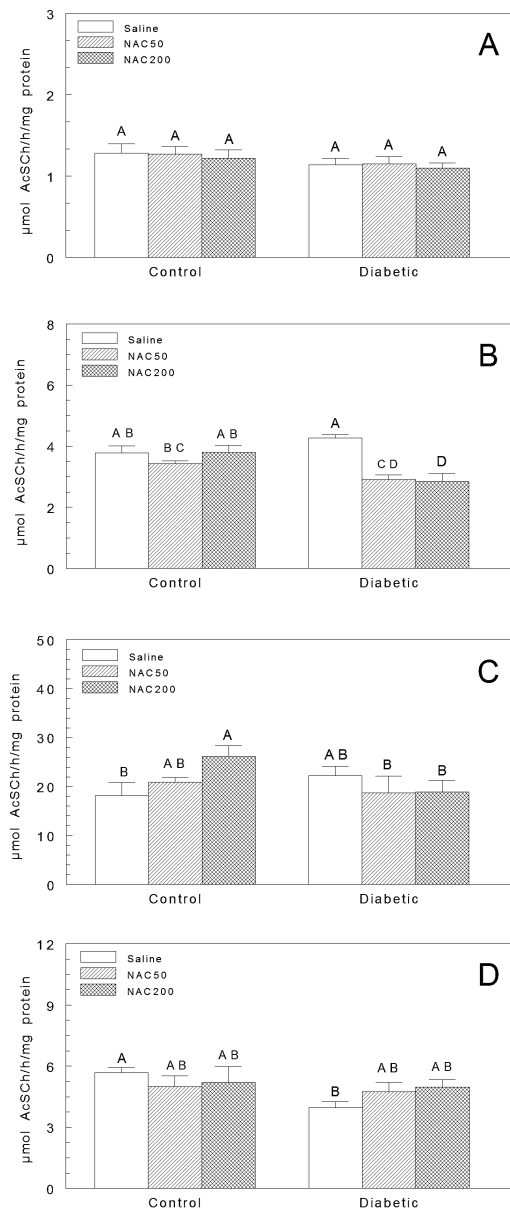 3
Saline
NAC50
NAC200
A
2
A A A A A A
1
0
µmol AcSCh/h/mg protein
Control Diabetic
8
Saline
NAC50
NAC200
B
6
A B B C A B A C D D
4
2
0
µmol AcSCh/h/mg protein
Control Diabetic
50
Saline
NAC50
NAC200
C
40
30
B A B A A B B B
20
10
0
µmol AcSCh/h/mg protein
Control Diabetic
12
Saline
NAC50
NAC200
D
9
A A B A B B A B A B
6
3
0
µmol AcSCh/h/mg protein
Control Diabetic